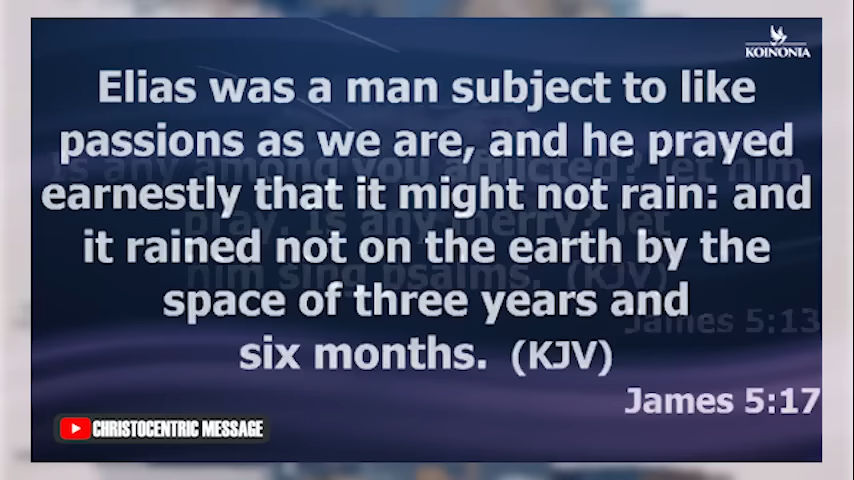 KOINONIA
Elias was a man subject to like
passions as we are, and he prayed
earnestly that it might not rain: and
it rained not on the earth by the
space of three years and
six months. (KJV)
James 5:17
Is any among you afflicted? let him
pray. Is any merry? let
him sing psalms. (KJV)
James 5:13
CHRISTOCENTRIC MESSAGE